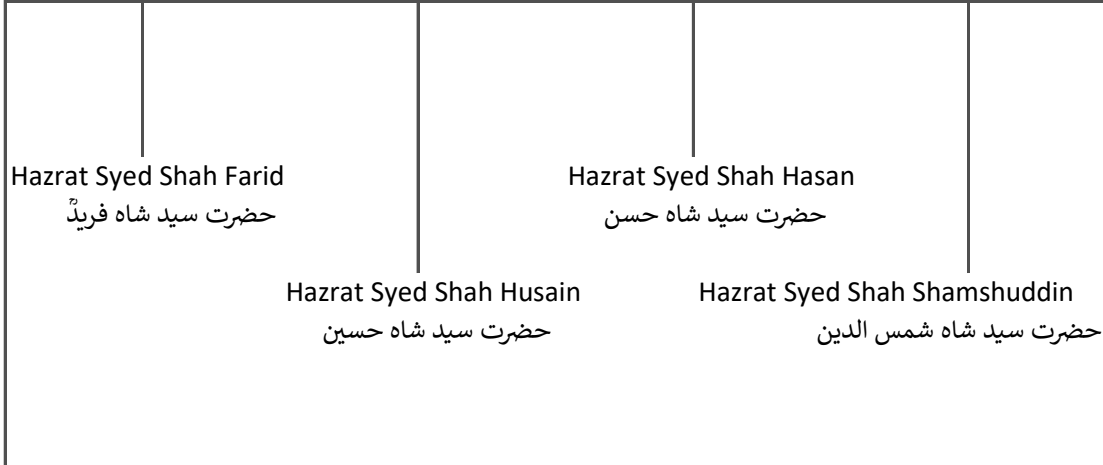 Hazrat Syed Shah Farid
حضرت سید شاہ فریدؒ
Hazrat Syed Shah Hasan
حضرت سید شاہ حسن
Hazrat Syed Shah Husain
حضرت سید شاہ حسین
Hazrat Syed Shah Shamshuddin
حضرت سید شاہ شمس الدین